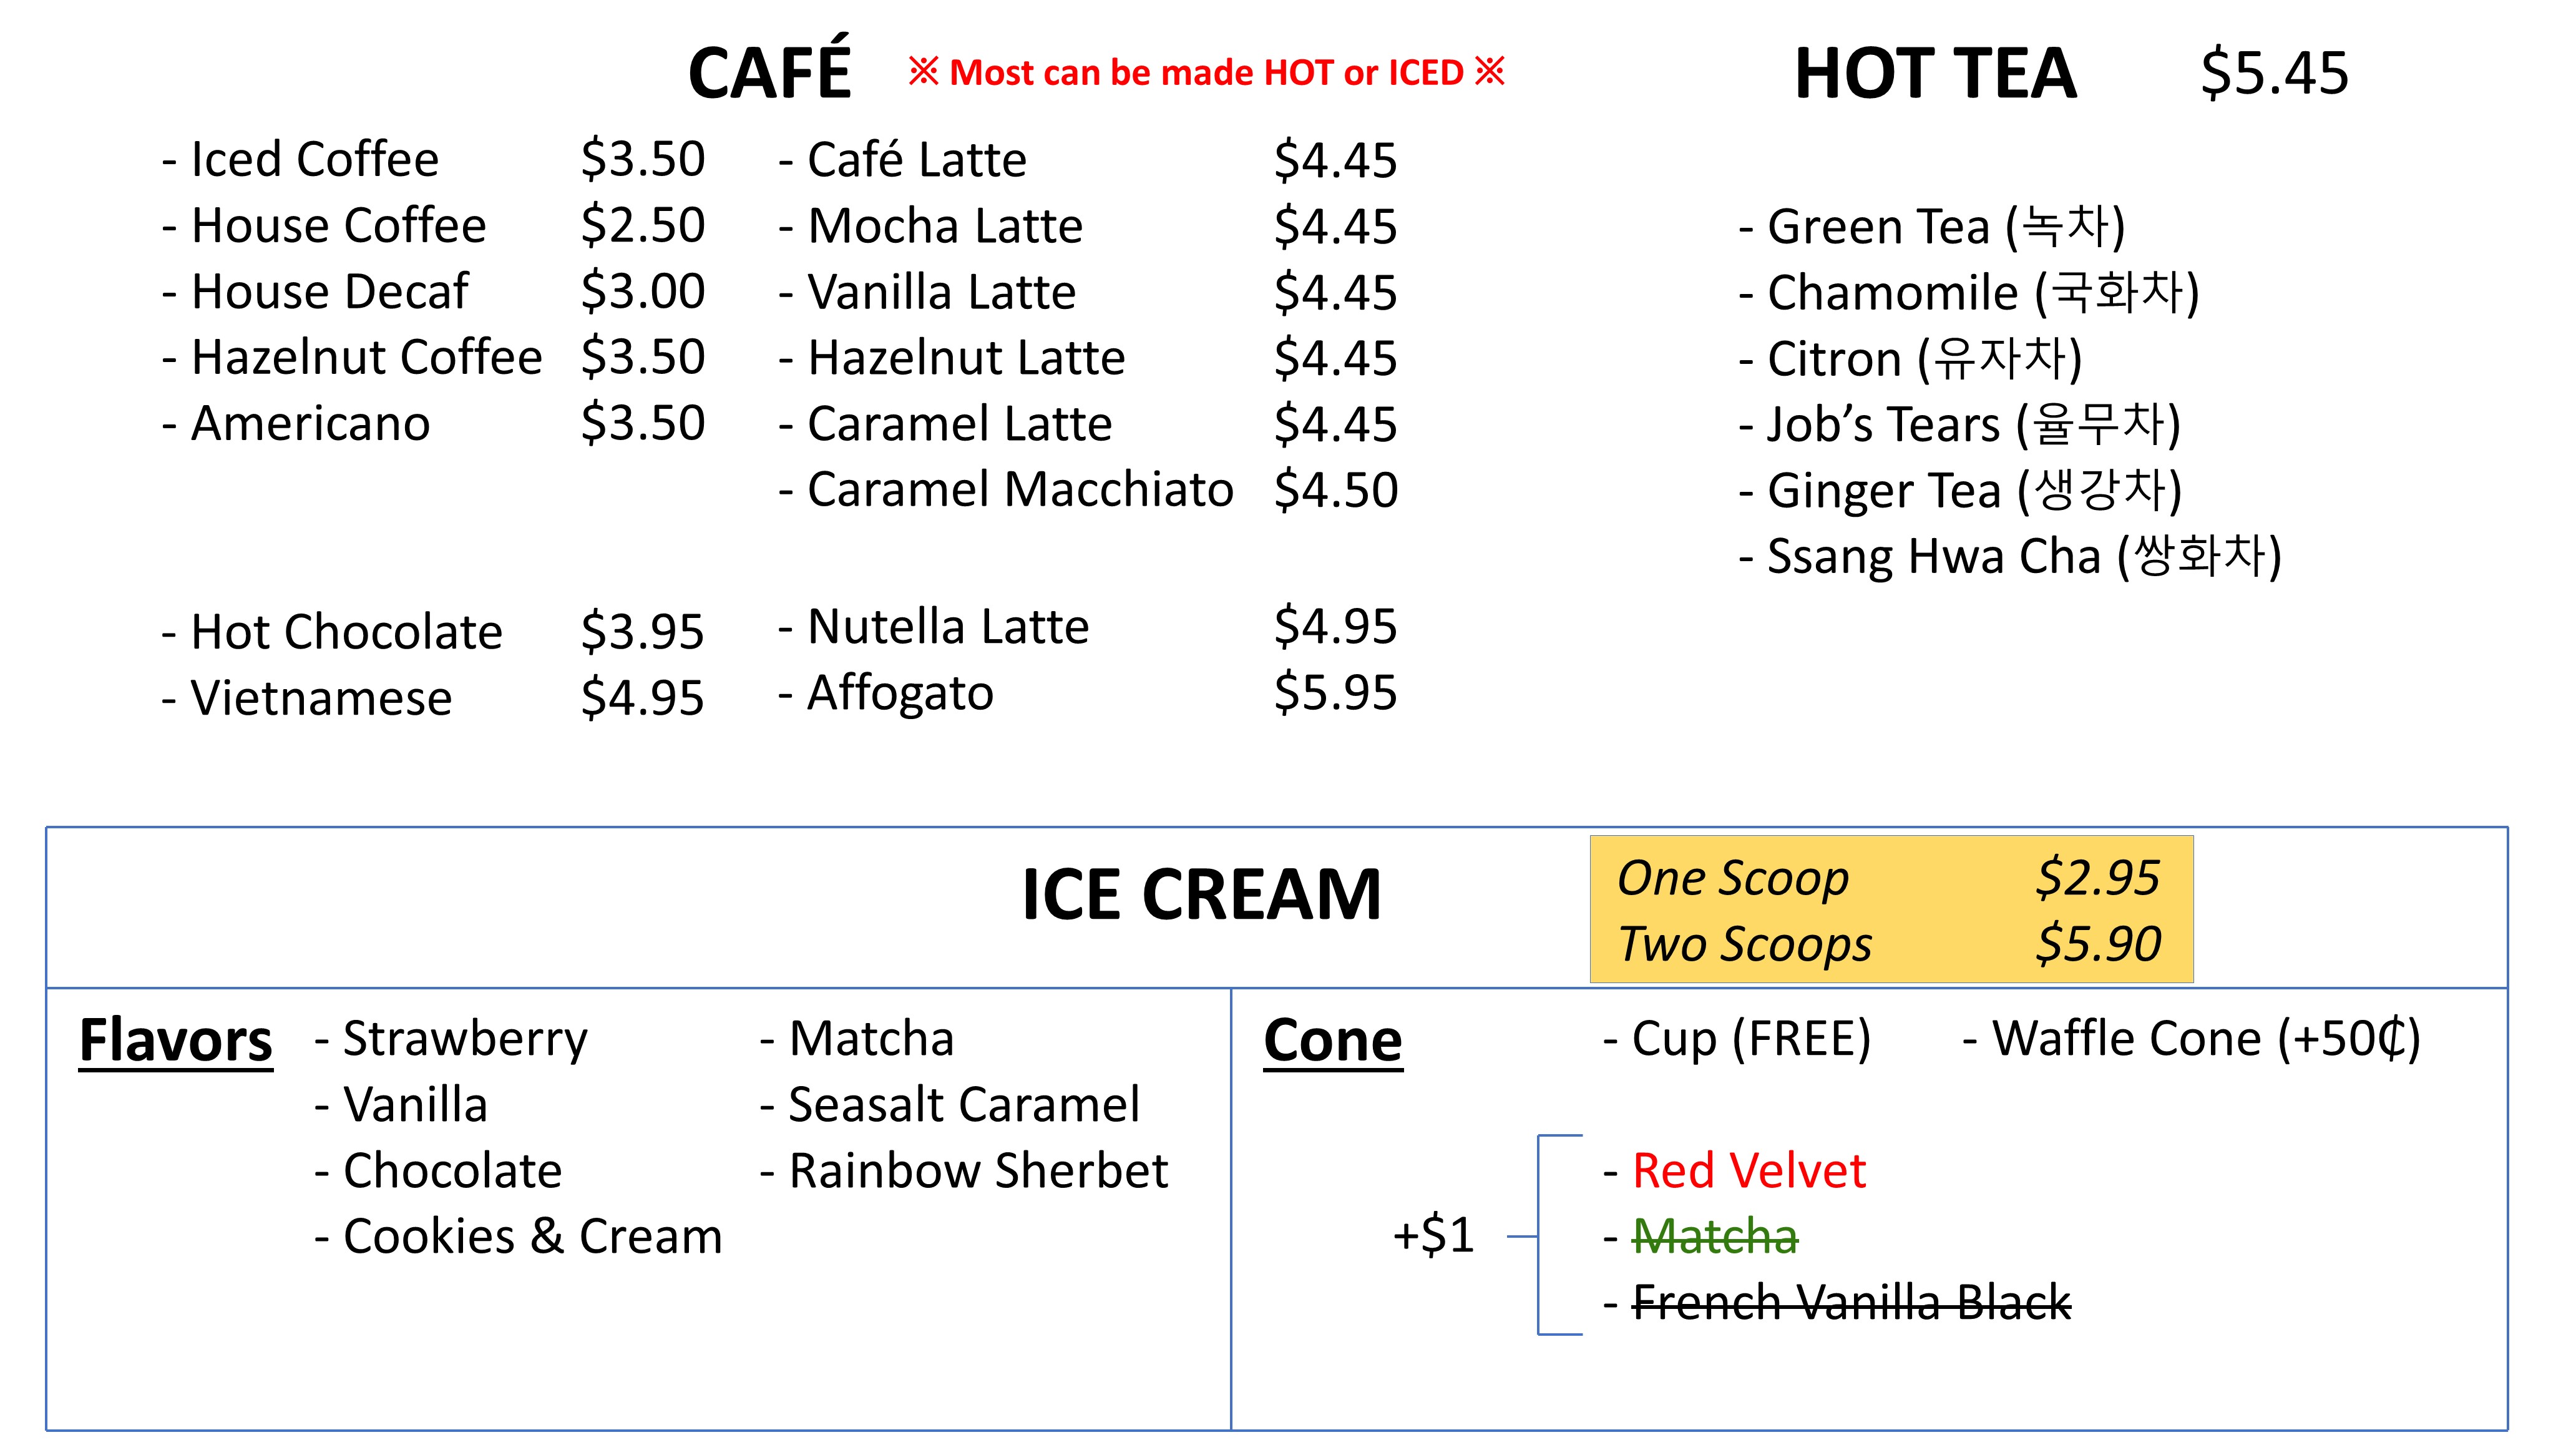 CAFÉ ※ Most can be made HOT or ICED ※
- Iced Coffee $3.50
- House Coffee $2.50
- House Decaf $3.00
- Hazelnut Coffee $3.50
- Americano $3.50
- Hot Chocolate $3.95
- Vietnamese $4.95
- Café Latte $4.45
- Mocha Latte $4.45
- Vanilla Latte $4.45
- Hazelnut Latte $4.45
- Caramel Latte $4.45
- Caramel Macchiato $4.50
- Nutella Latte $4.95
- Affogato $5.95
HOT TEA $5.45
- Green Tea (녹차)
- Chamomile (국화차)
- Citron (유자차)
- Job’s Tears (율무차)
- Ginger Tea (생강차)
- Ssang Hwa Cha (쌍화차)
ICE CREAM
One Scoop $2.95
Two Scoops $5.90
Flavors
- Strawberry
- Vanilla
- Chocolate
- Cookies & Cream
- Matcha
- Seasalt Caramel
- Rainbow Sherbet
Cone
- Cup (FREE) - Waffle Cone (+50₵)
+$1
- Red Velvet
- Matcha
- French Vanilla Black